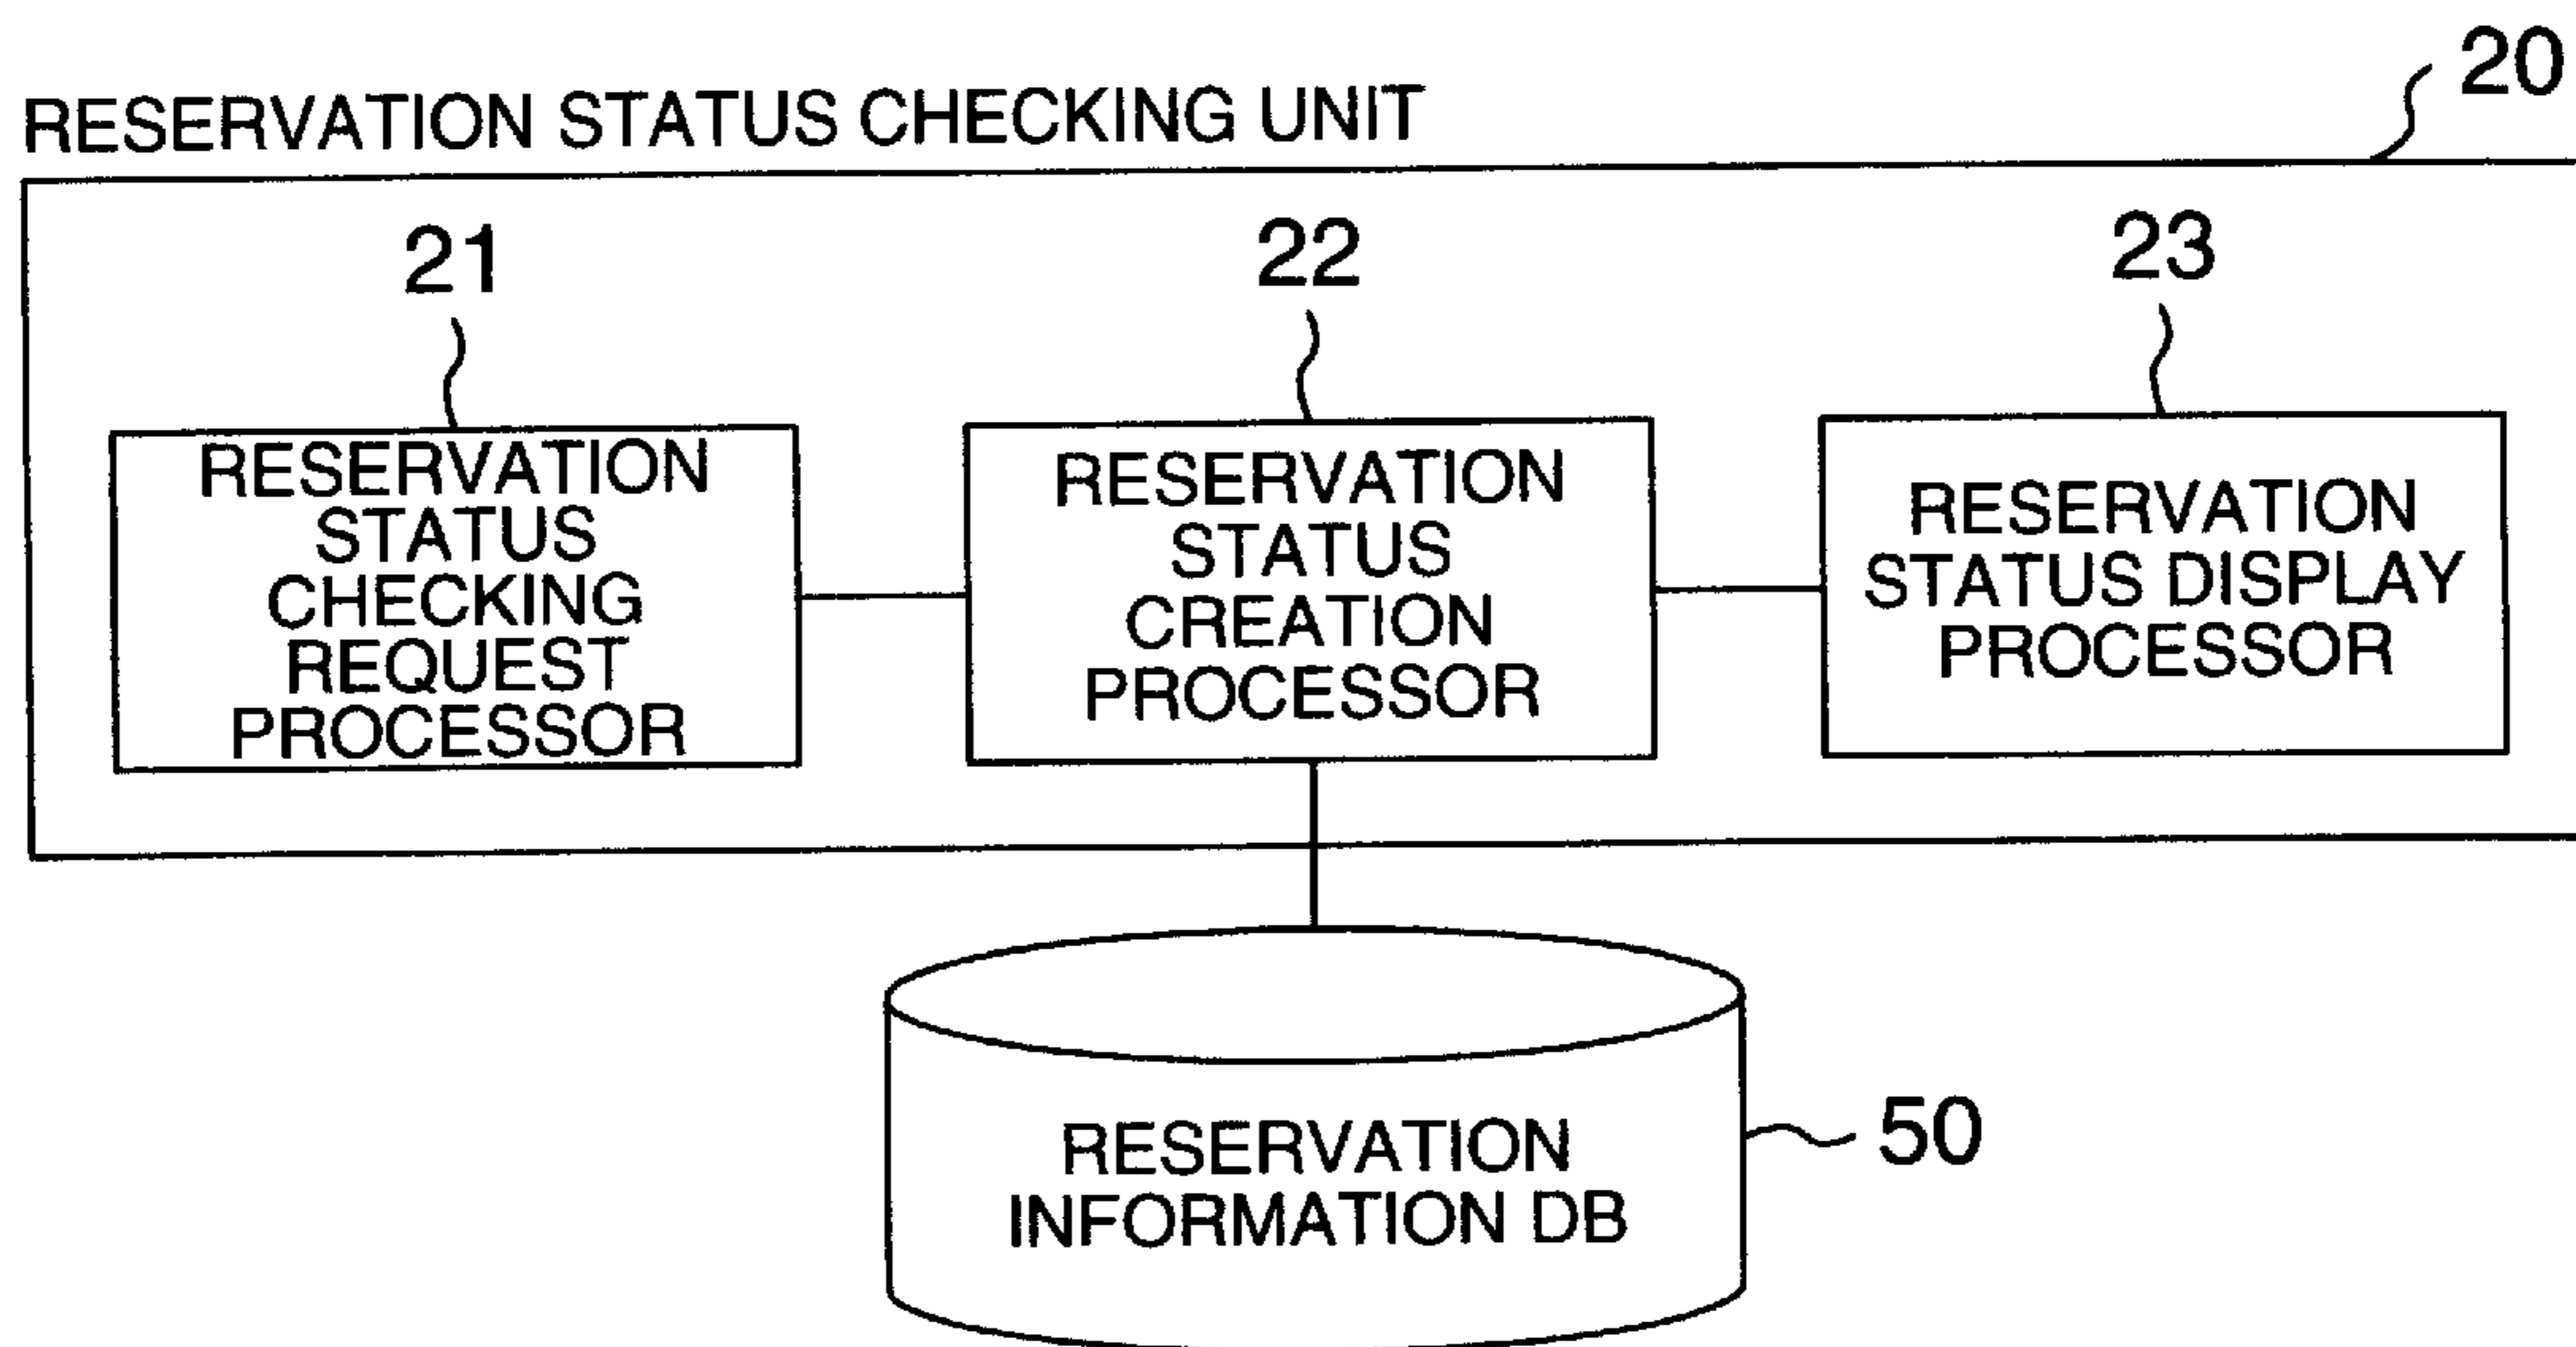 20
RESERVATION STATUS CHECKING UNIT
21
22
23
RESERVATION
STATUS
CHECKING
REQUEST
PROCESSOR
RESERVATION
STATUS
CREATION
PROCESSOR
RESERVATION
STATUS DISPLAY
PROCESSOR
RESERVATION
INFORMATION DB
50